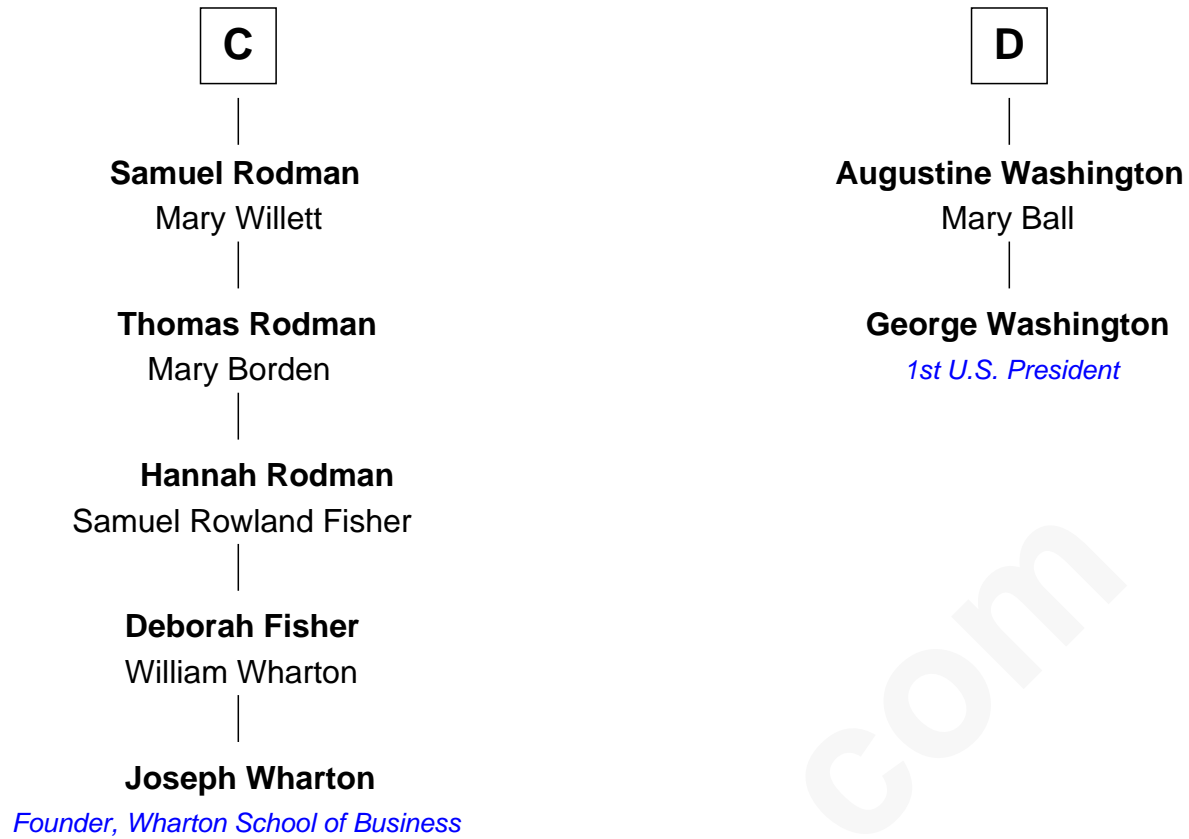 C
Samuel Rodman
Mary Willett
Thomas Rodman
Mary Borden
Hannah Rodman
Samuel Rowland Fisher
Deborah Fisher
William Wharton
Joseph Wharton
Founder, Wharton School of Business
D
Augustine Washington
Mary Ball
George Washington
1st U.S. President
com